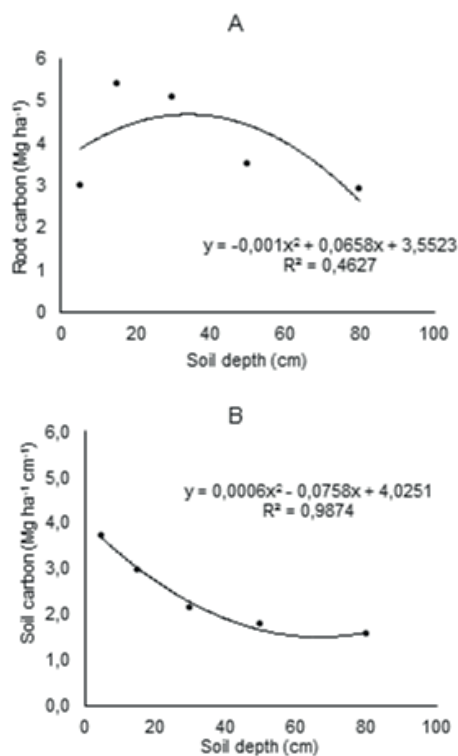 A
Root carbon (Mg ha⁻¹)
6
5
4
3
2
1
0
y = -0,001x² + 0,0658x + 3,5523
R² = 0,4627
0 20 40 60 80 100
Soil depth (cm)
B
Soil carbon (Mg ha⁻¹ cm⁻¹)
6,0
5,0
4,0
3,0
2,0
1,0
0,0
y = 0,0006x² - 0,0758x + 4,0251
R² = 0,9874
0 20 40 60 80 100
Soil depth (cm)